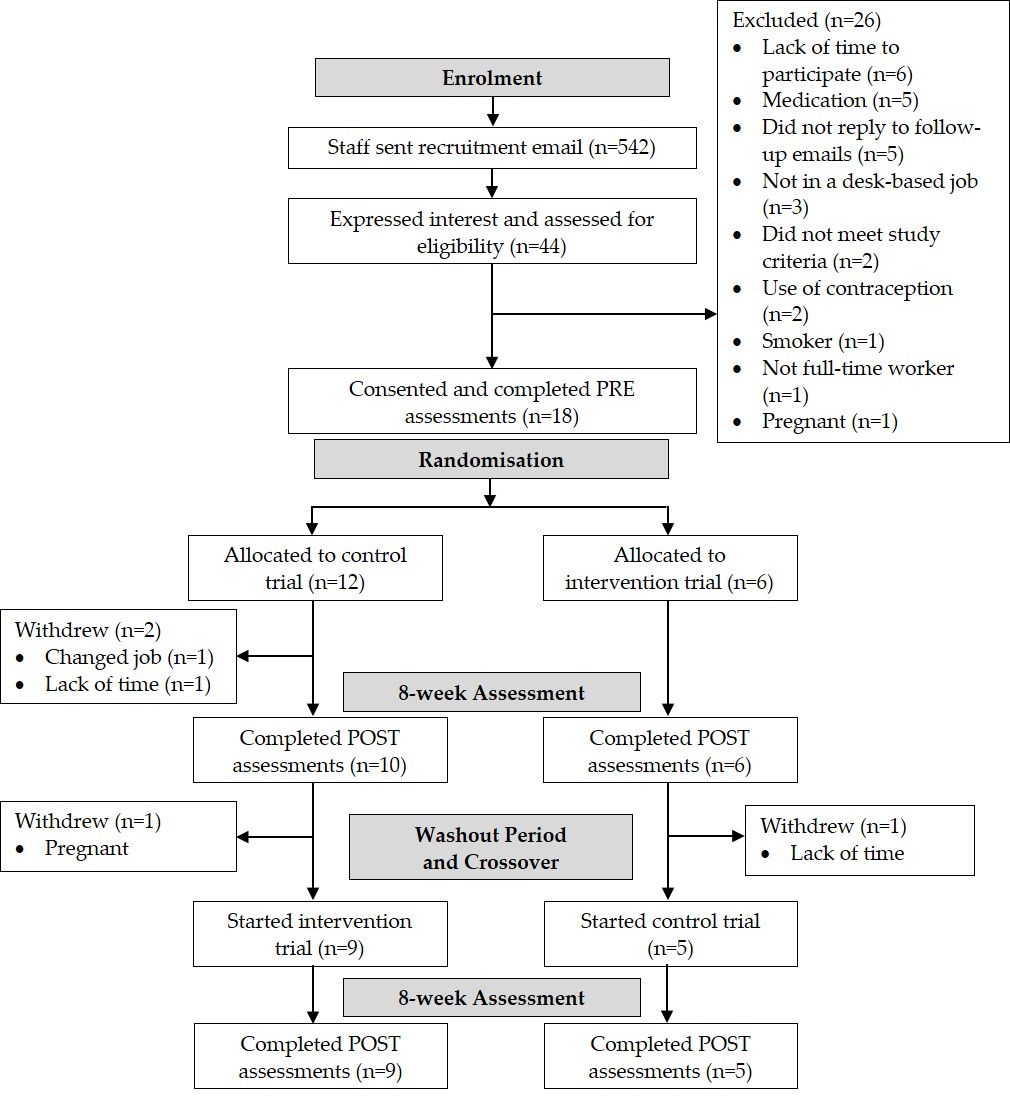 Enrolment
Staff sent recruitment email (n=542)
Expressed interest and assessed for
eligibility (n=44)
Excluded (n=26)
• Lack of time to
participate (n=6)
• Medication (n=5)
• Did not reply to follow-
up emails (n=5)
• Not in a desk-based job
(n=3)
• Did not meet study
criteria (n=2)
• Use of contraception
(n=2)
• Smoker (n=1)
• Not full-time worker
(n=1)
• Pregnant (n=1)
Consented and completed PRE
assessments (n=18)
Randomisation
Allocated to control
trial (n=12)
Allocated to
intervention trial (n=6)
Withdrew (n=2)
• Changed job (n=1)
• Lack of time (n=1)
8-week Assessment
Completed POST
assessments (n=10)
Completed POST
assessments (n=6)
Withdrew (n=1)
• Pregnant
Washout Period
and Crossover
Withdrew (n=1)
• Lack of time
Started intervention
trial (n=9)
Started control trial
(n=5)
8-week Assessment
Completed POST
assessments (n=9)
Completed POST
assessments (n=5)